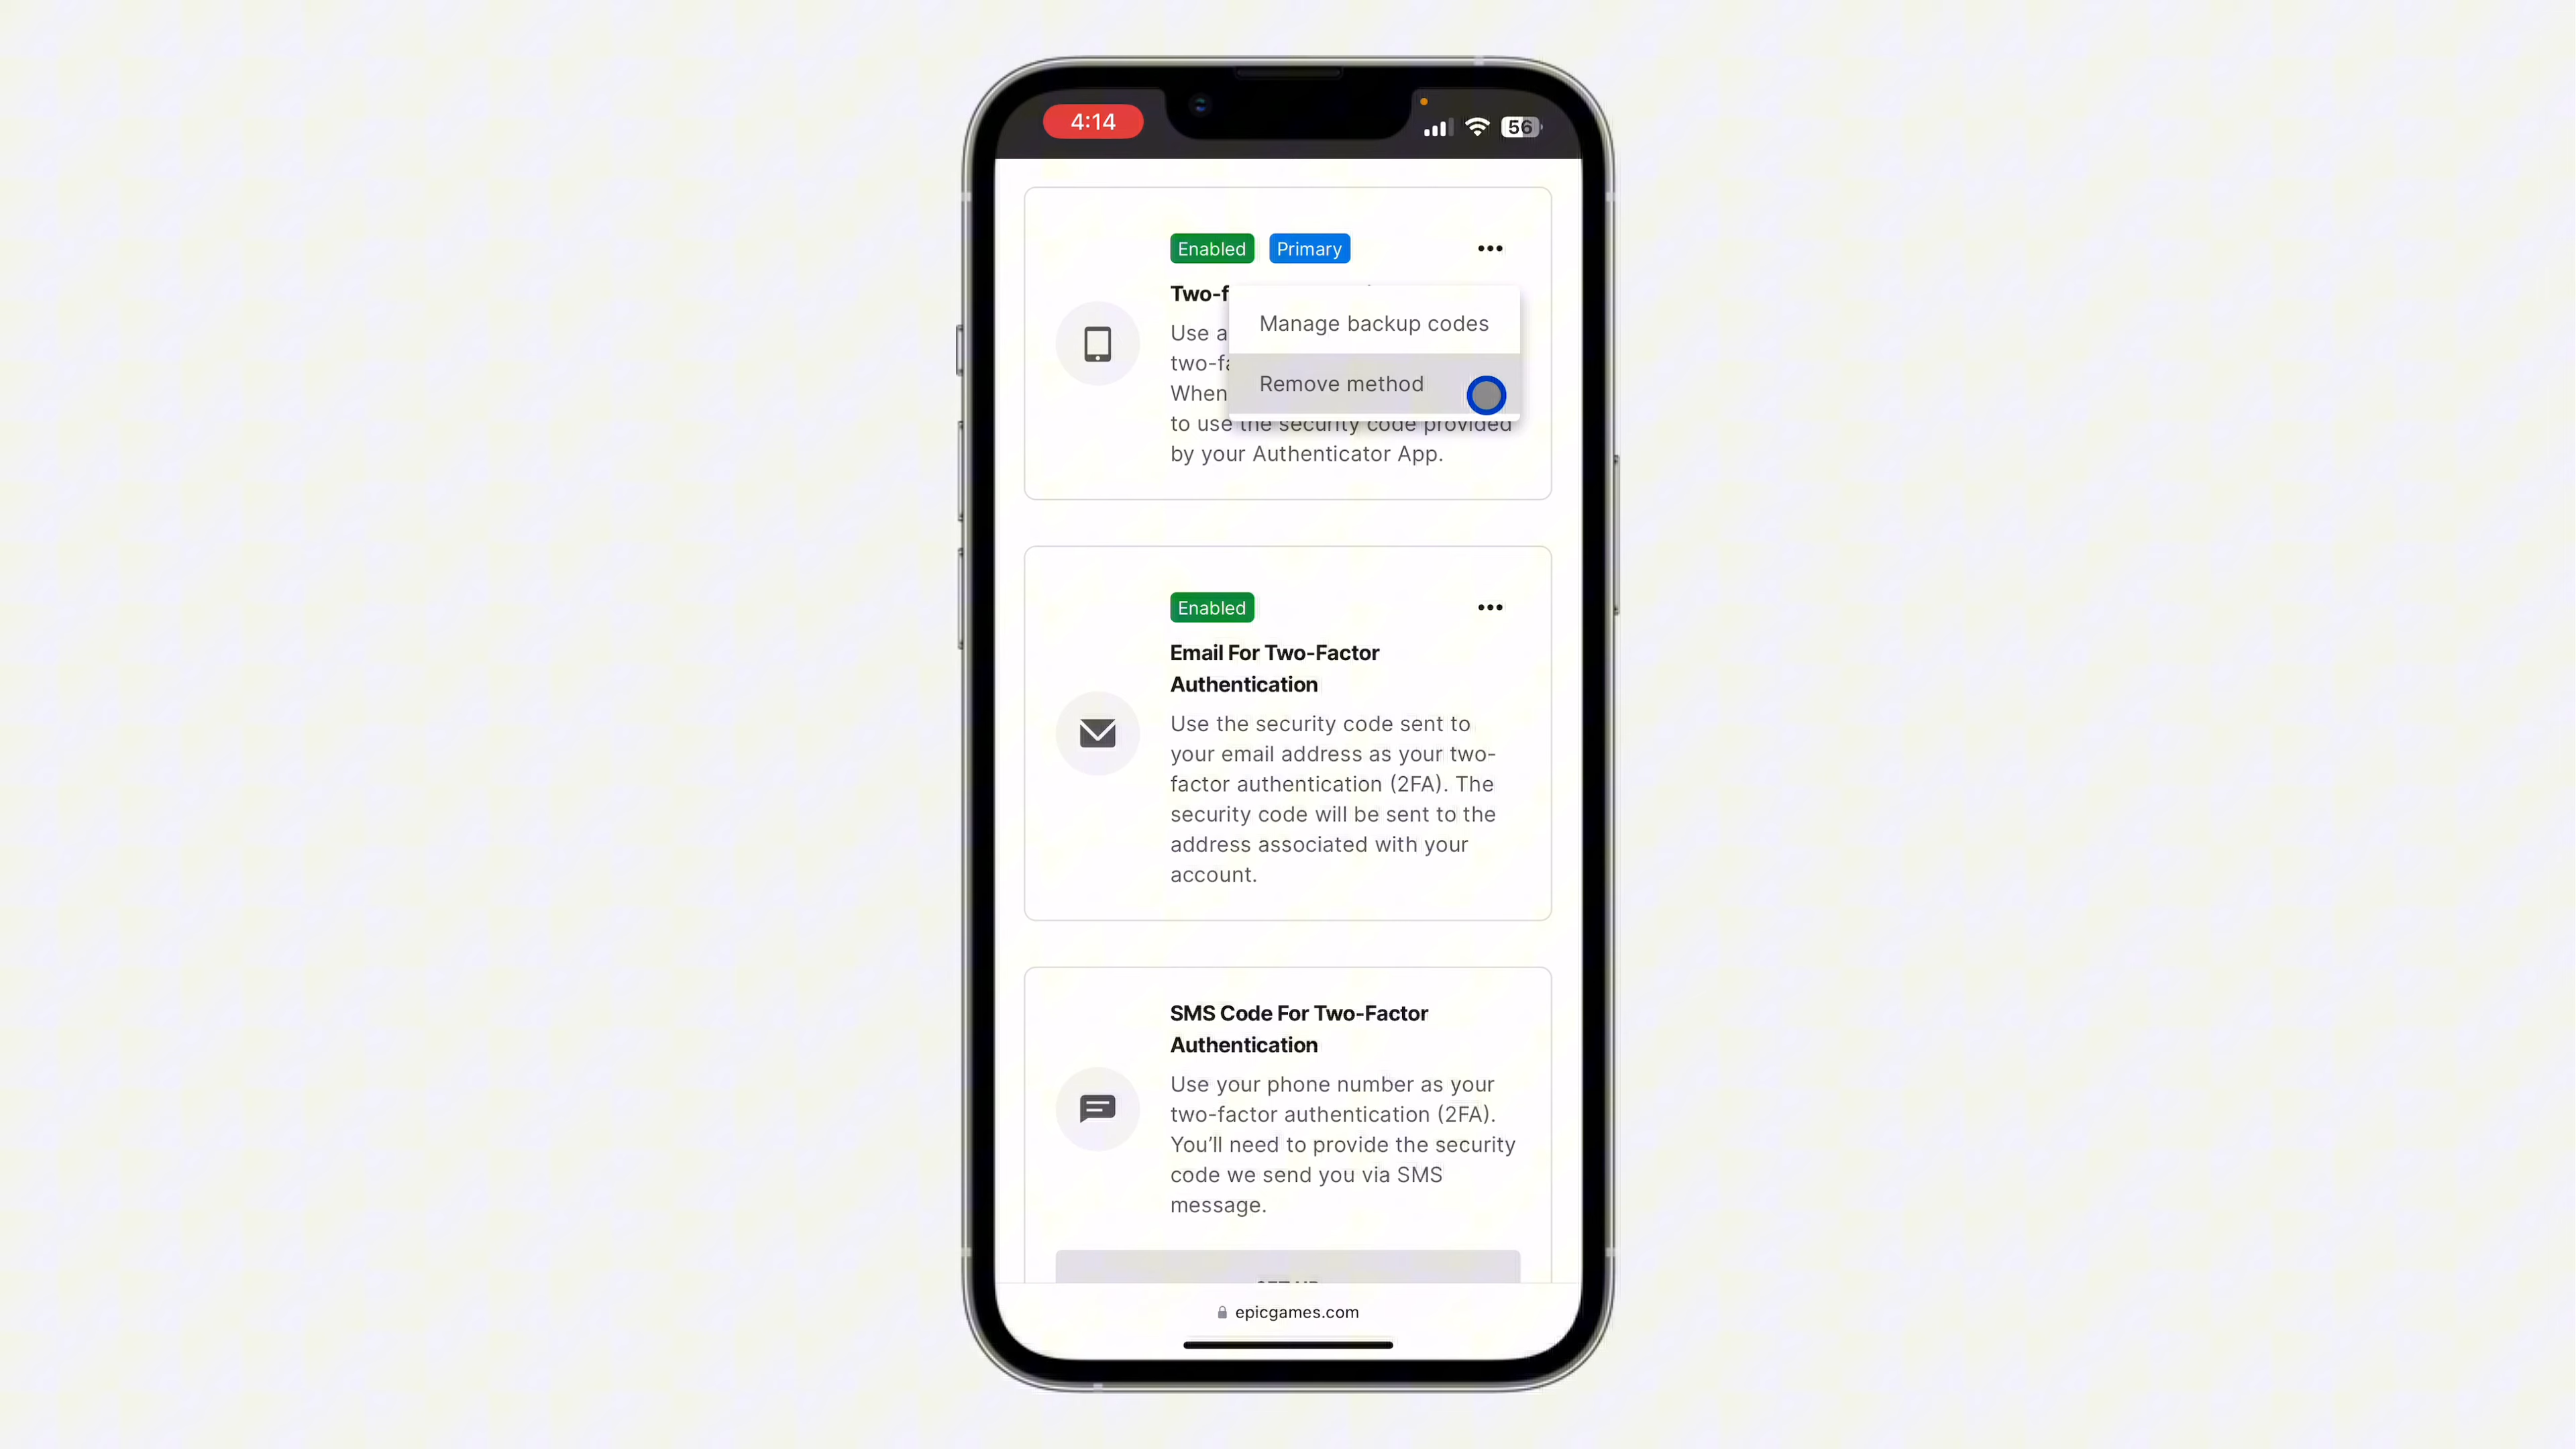 4:14
56
Enabled Primary
Two-f
Manage backup codes
Use a
two-fa
Remove method
When
to use the security code provided
by your Authenticator App.
Enabled
Email For Two-Factor
Authentication
Use the security code sent to
your email address as your two-
factor authentication (2FA). The
security code will be sent to the
address associated with your
account.
SMS Code For Two-Factor
Authentication
Use your phone number as your
two-factor authentication (2FA).
You’ll need to provide the security
code we send you via SMS
message.
epicgames.com